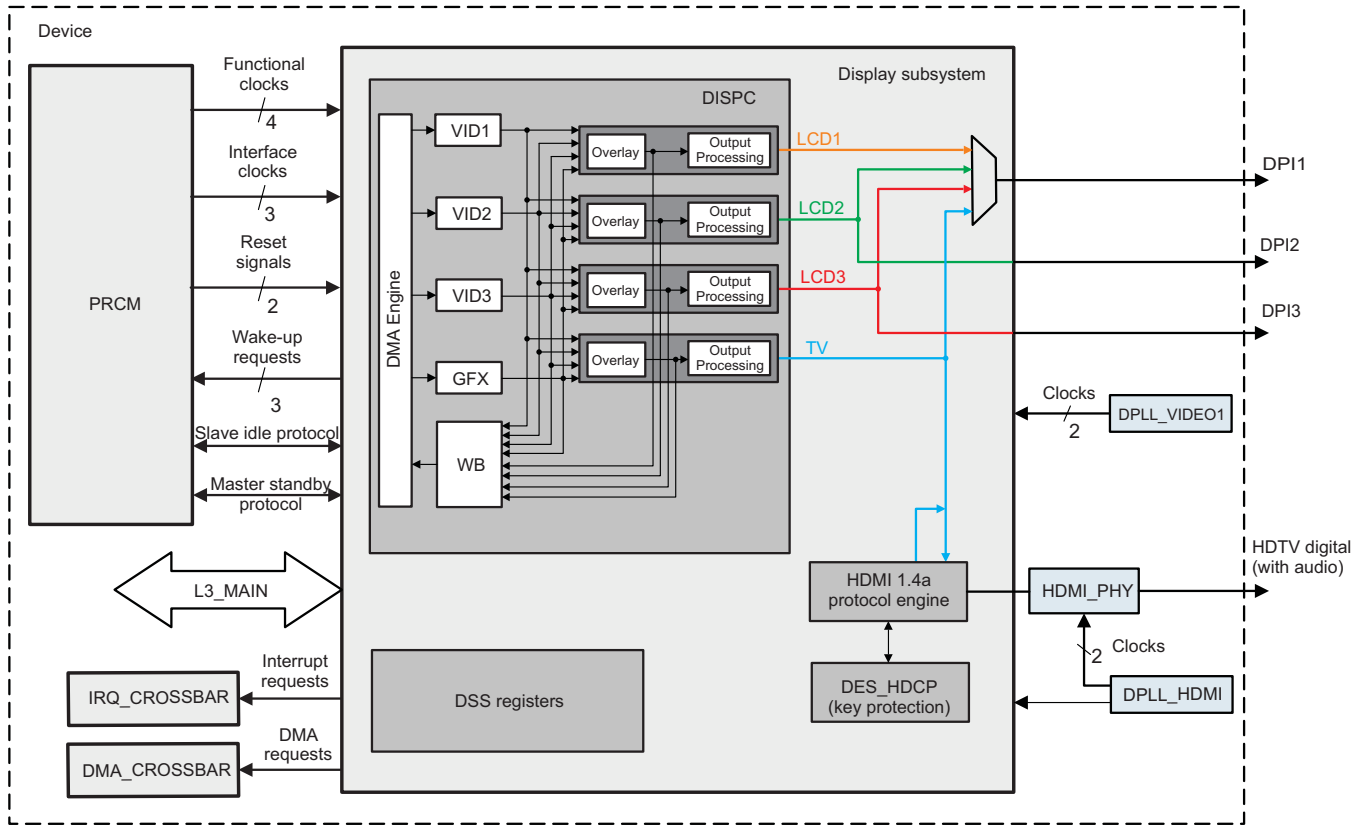 Device
PRCM
Functional
clocks
4
Interface
clocks
3
Reset
signals
2
Wake-up
requests
3
Slave idle protocol
Master standby
protocol
L3_MAIN
Interrupt
requests
IRQ_CROSSBAR
DMA
requests
DMA_CROSSBAR
Display subsystem
DISPC
DMA Engine
VID1
VID2
VID3
GFX
WB
Overlay
Output
Processing
Overlay
Output
Processing
Overlay
Output
Processing
Overlay
Output
Processing
LCD1
LCD2
LCD3
TV
DSS registers
HDMI 1.4a
protocol engine
DES_HDCP
(key protection)
DPI1
DPI2
DPI3
Clocks
2
DPLL_VIDEO1
HDTV digital
(with audio)
HDMI_PHY
2
Clocks
DPLL_HDMI